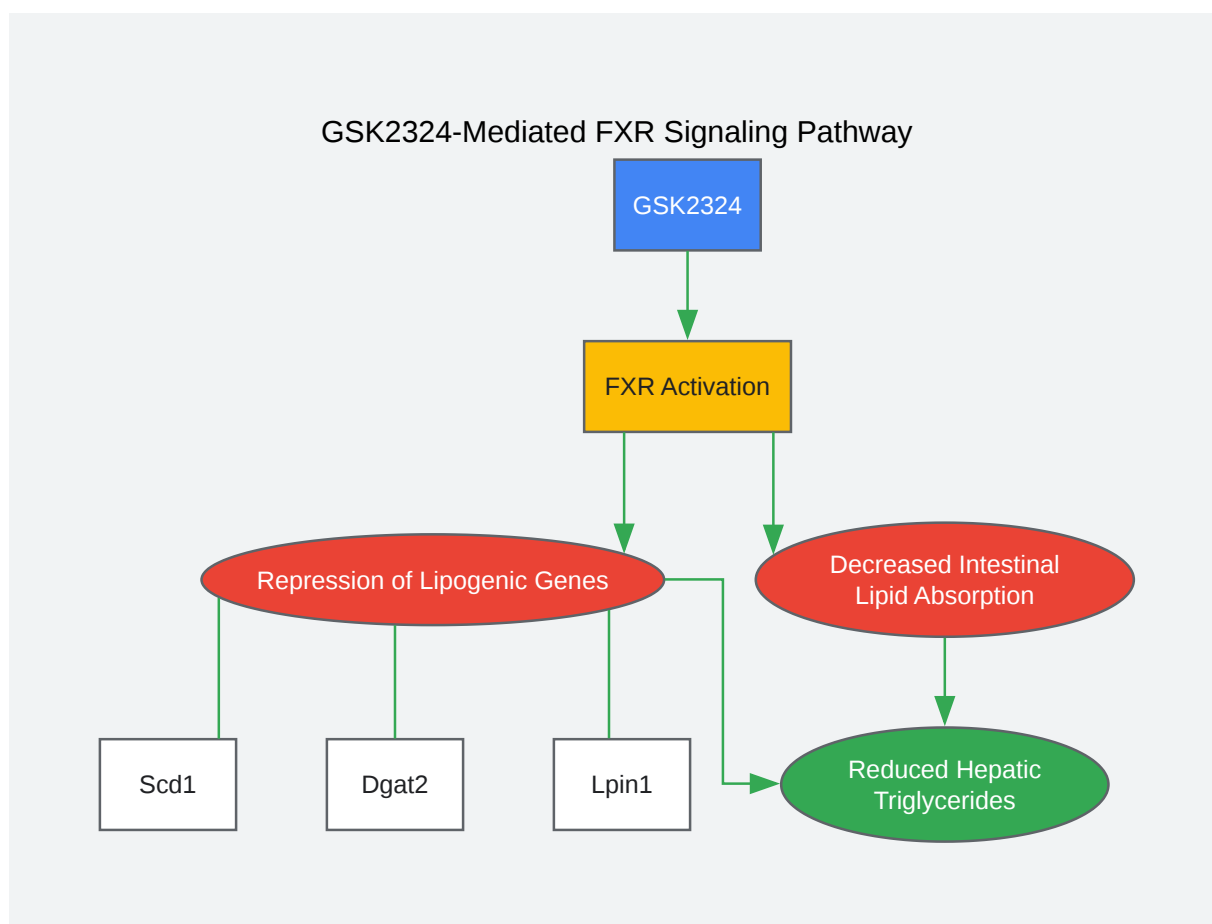 GSK2324-Mediated FXR Signaling Pathway
GSK2324
FXR Activation
Repression of Lipogenic Genes
Decreased Intestinal
Lipid Absorption
Scd1
Dgat2
Lpin1
Reduced Hepatic
Triglycerides